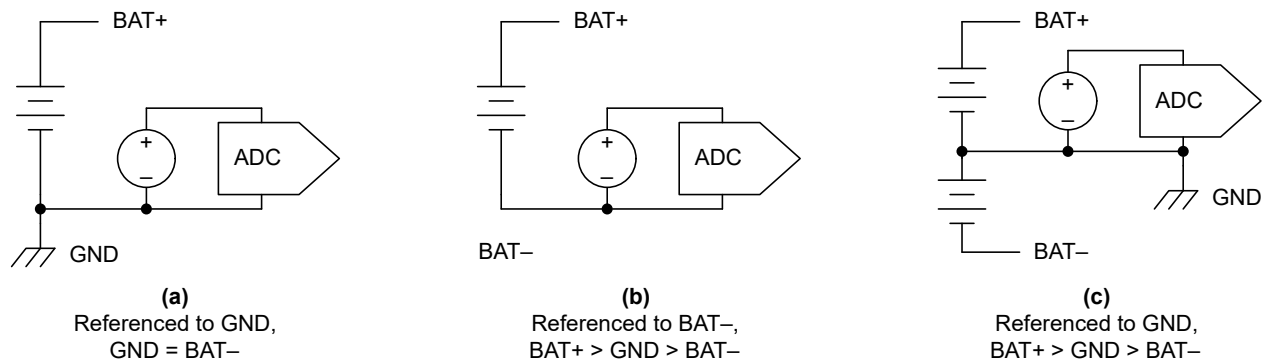 BAT+
+
–
ADC
GND
(a)
Referenced to GND,
GND = BAT–
BAT+
+
–
ADC
BAT–
(b)
Referenced to BAT–,
BAT+ > GND > BAT–
BAT+
+
–
ADC
GND
BAT–
(c)
Referenced to GND,
BAT+ > GND > BAT–